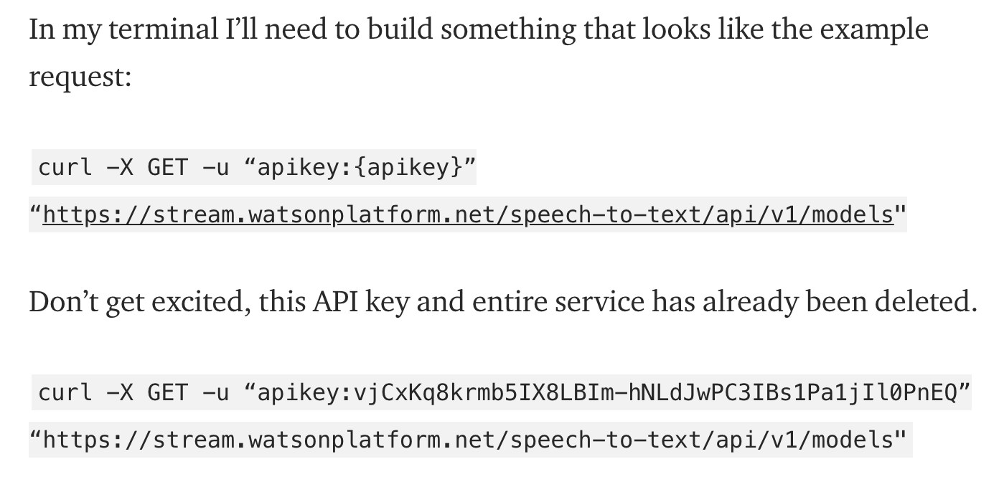 In my terminal I’ll need to build something that looks like the example
request:
curl –X GET –u “apikey:{apikey}”
“https://stream.watsonplatform.net/speech-to-text/api/v1/models"
Don’t get excited, this API key and entire service has already been deleted.
curl –X GET –u “apikey:vjCxKq8krmb5IX8LBIm-hNLdJwPC3IBs1Pa1jIl0PnEQ”
“https://stream.watsonplatform.net/speech-to-text/api/v1/models"